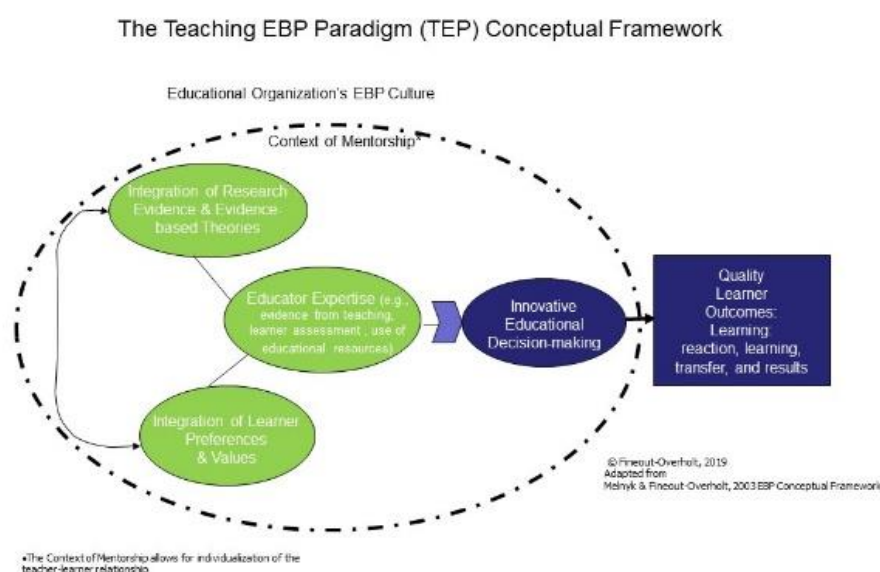 The Teaching EBP Paradigm (TEP) Conceptual Framework
Educational Organization's EBP Culture
Context of Mentorship*
Integration of Research
Evidence & Evidence-
based Theories
Educator Expertise (e.g.,
evidence from teaching,
learner assessment , use of
educational resources)
Integration of Learner
Preferences
& Values
Innovative
Educational
Decision-making
Quality
Learner
Outcomes:
Learning:
reaction, learning,
transfer, and results
© Fineout-Overholt, 2019
Adapted from
Melnyk & Fineout-Overholt, 2003 EBP Conceptual Framework
•The Context of Mentorship allows for individualization of the
teacher-learner relationship